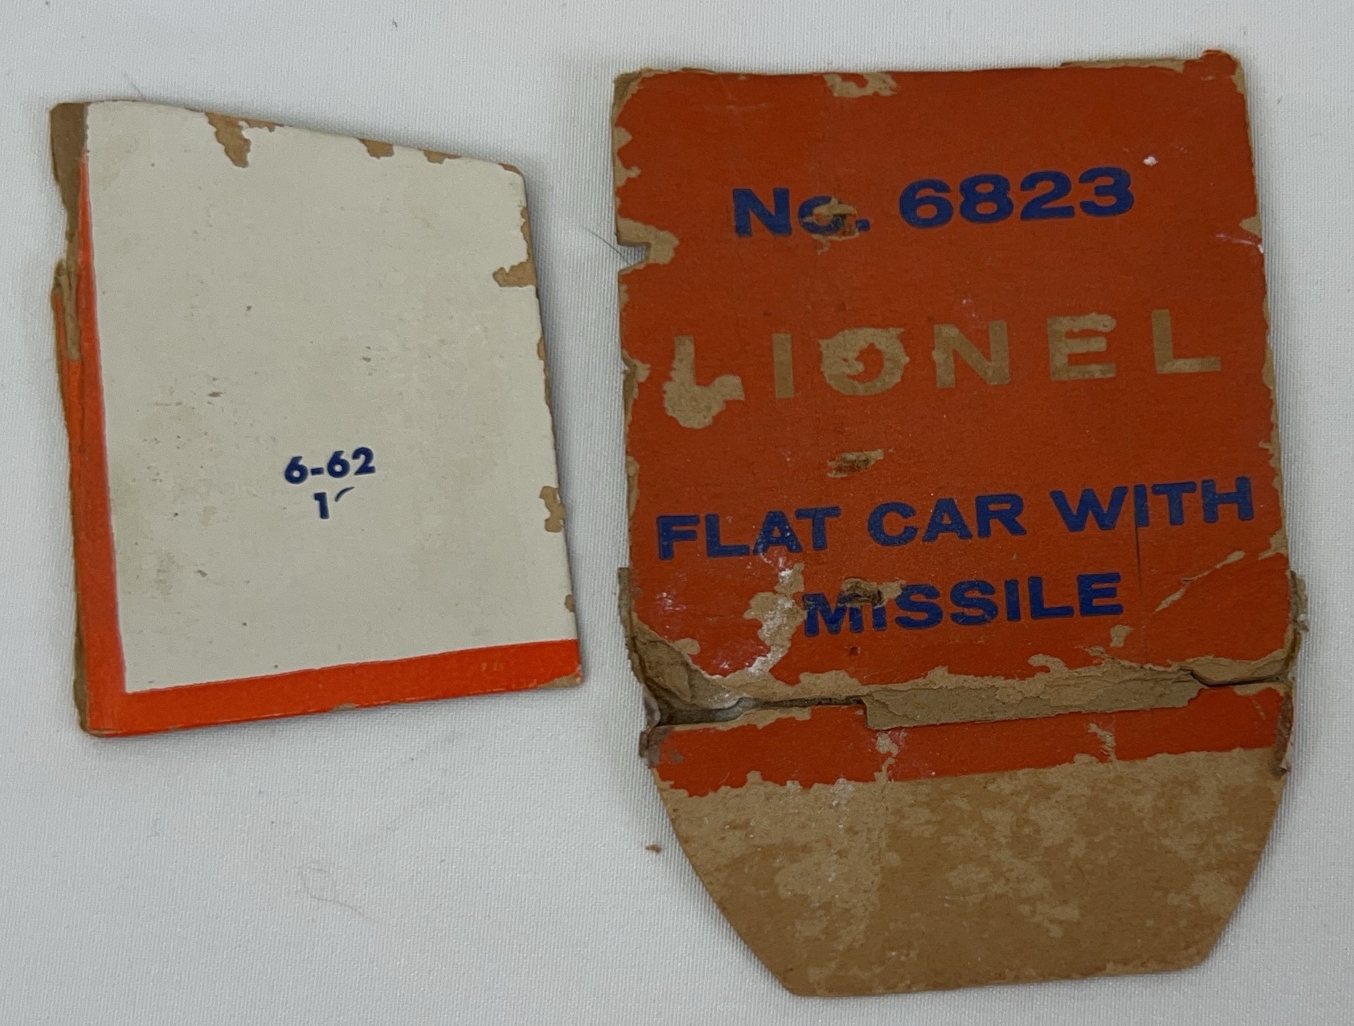 6-62
No. 6823
LIONEL
FLAT CAR WITH
MISSILE